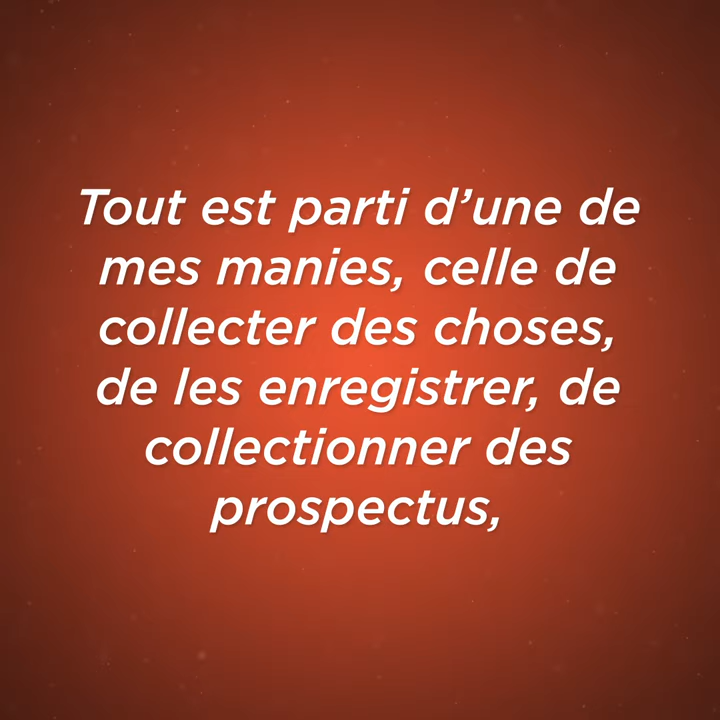 Tout est parti d’une de
mes manies, celle de
collecter des choses,
de les enregistrer, de
collectionner des
prospectus,